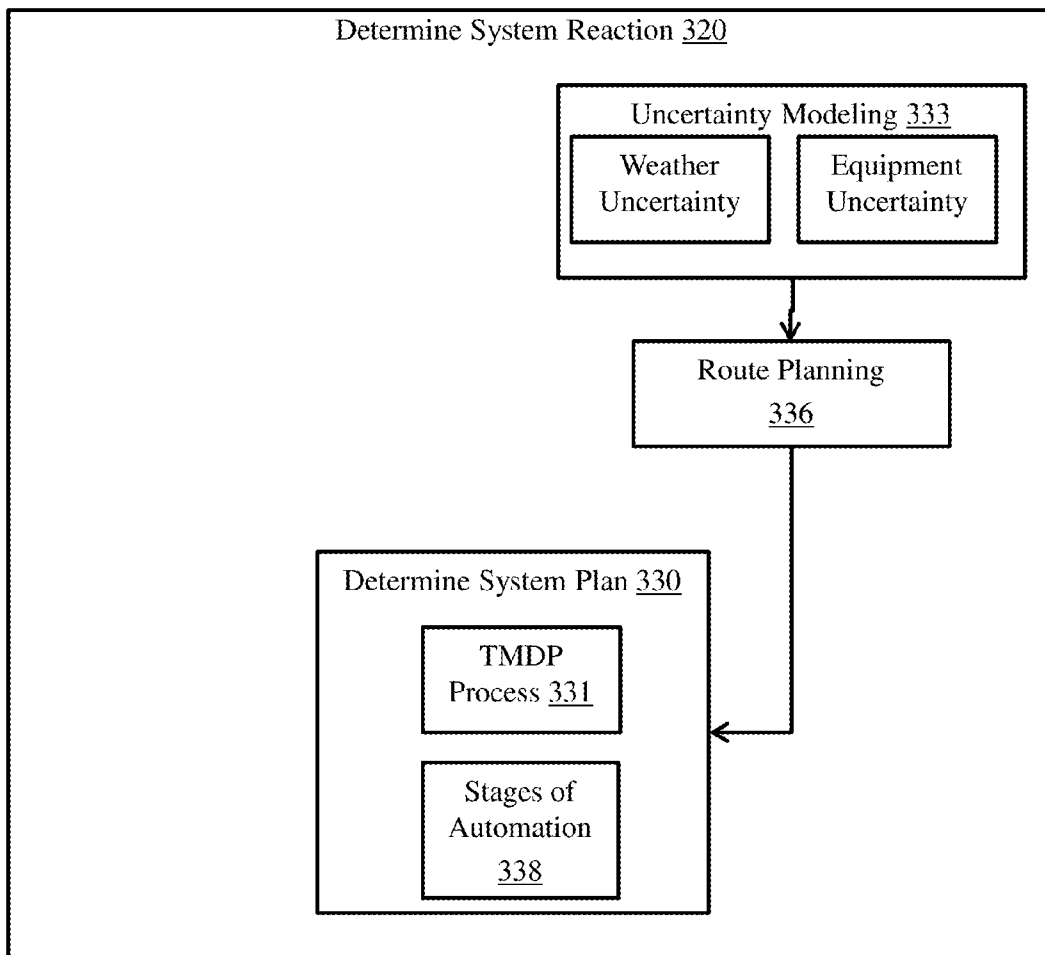 Determine System Reaction 320
Uncertainty Modeling 333
Weather
Uncertainty
Equipment
Uncertainty
Route Planning
336
Determine System Plan 330
TMDP
Process 331
Stages of
Automation
338